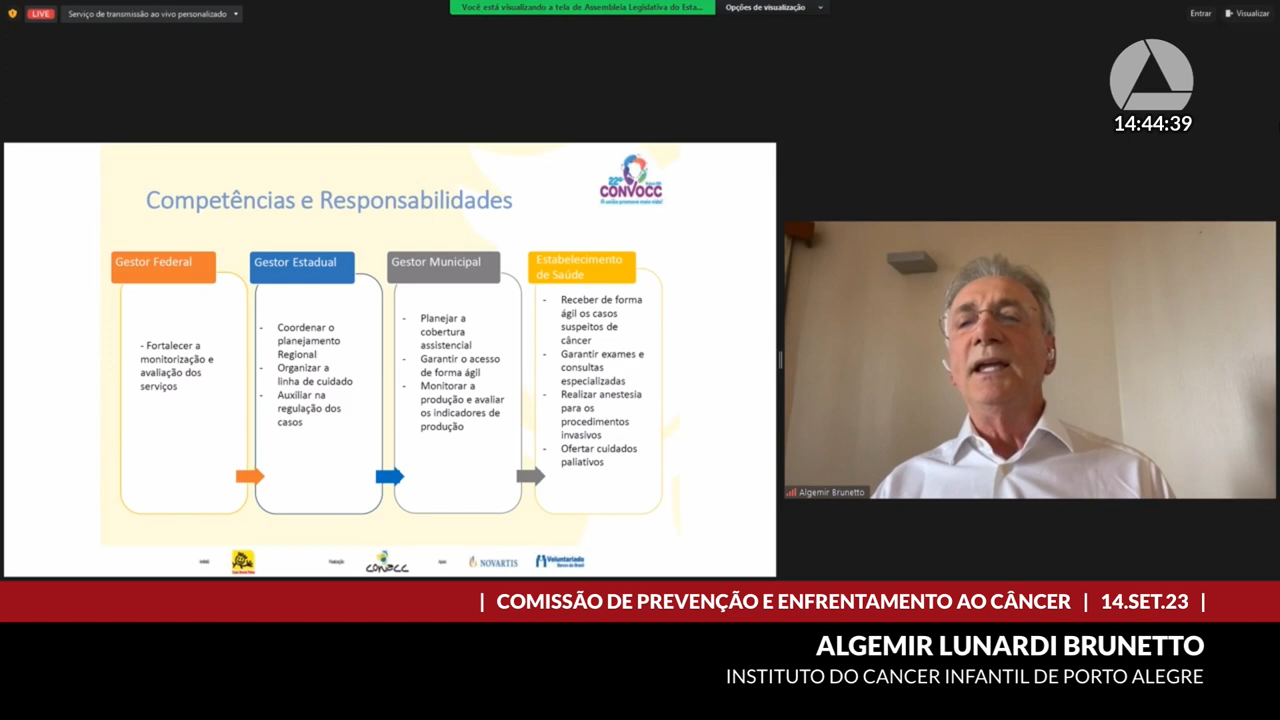 LIVE
Serviço de transmissão ao vivo personalizado
Você está visualizando a tela de Assembleia Legislativa do Esta...
Opções de visualização
Entrar
Visualizar
14:44:39
Competências e Responsabilidades
22º
CONVOCC
Gestor Federal
- Fortalecer a
monitorização e
avaliação dos
serviços
Gestor Estadual
- Coordenar o
planejamento
Regional
- Organizar a
linha de cuidado
- Auxiliar na
regulação dos
casos
Gestor Municipal
- Planejar a
cobertura
assistencial
- Garantir o acesso
de forma ágil
- Monitorar a
produção e avaliar
os indicadores de
produção
Estabelecimento
de Saúde
- Receber de forma
ágil os casos
suspeitos de
câncer
- Garantir exames e
consultas
especializadas
- Realizar anestesia
para os
procedimentos
invasivos
- Ofertar cuidados
paliativos
NOVARTIS
Voluntariado
Banco do Brasil
Algemir Brunetto
| COMISSÃO DE PREVENÇÃO E ENFRENTAMENTO AO CÂNCER | 14.SET.23 |
ALGEMIR LUNARDI BRUNETTO
INSTITUTO DO CANCER INFANTIL DE PORTO ALEGRE